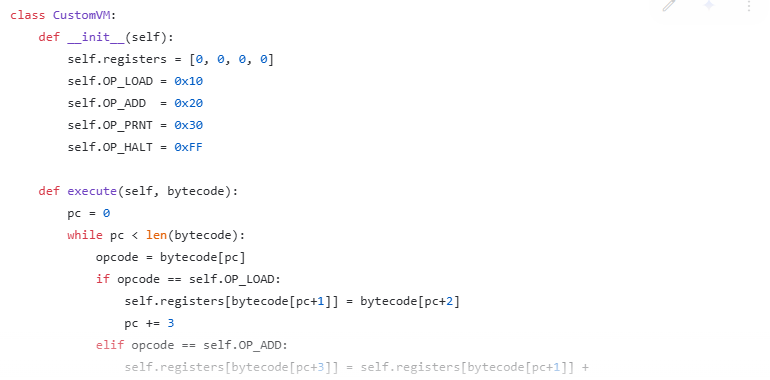 class CustomVM:
    def __init__(self):
        self.registers = [0, 0, 0, 0]
        self.OP_LOAD = 0x10
        self.OP_ADD  = 0x20
        self.OP_PRNT = 0x30
        self.OP_HALT = 0xFF

    def execute(self, bytecode):
        pc = 0
        while pc < len(bytecode):
            opcode = bytecode[pc]
            if opcode == self.OP_LOAD:
                self.registers[bytecode[pc+1]] = bytecode[pc+2]
                pc += 3
            elif opcode == self.OP_ADD:
                self.registers[bytecode[pc+3]] = self.registers[bytecode[pc+1]] +